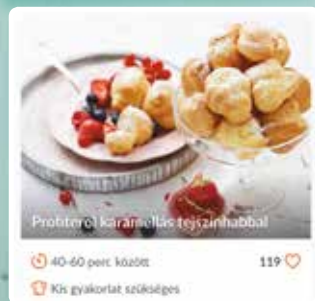 Profiterol karamellás tejszínhabbal
40-60 perc között 119
Kis gyakorlat szükséges